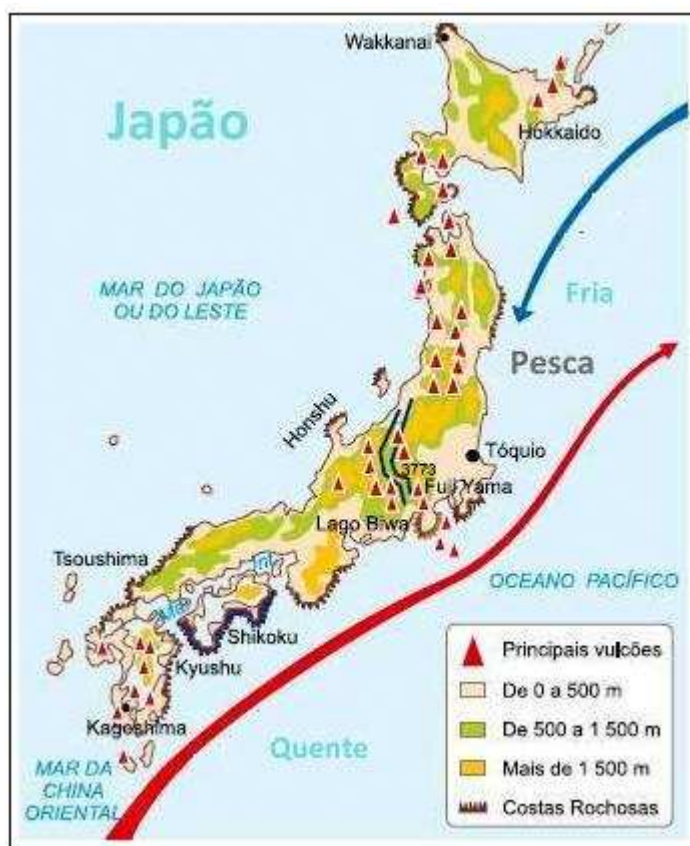 Wakkanai
Japão
Hokkaido
MAR DO JAPÃO
OU DO LESTE
Fria
Pesca
Honshu
Tóquio
3773
Fuji Yama
Lago Biwa
Tsoushima
OCEANO PACÍFICO
Int.
Shikoku
Kyushu
Kagoshima
Quente
MAR DA
CHINA
ORIENTAL
Principais vulcões
De 0 a 500 m
De 500 a 1 500 m
Mais de 1 500 m
Costas Rochosas